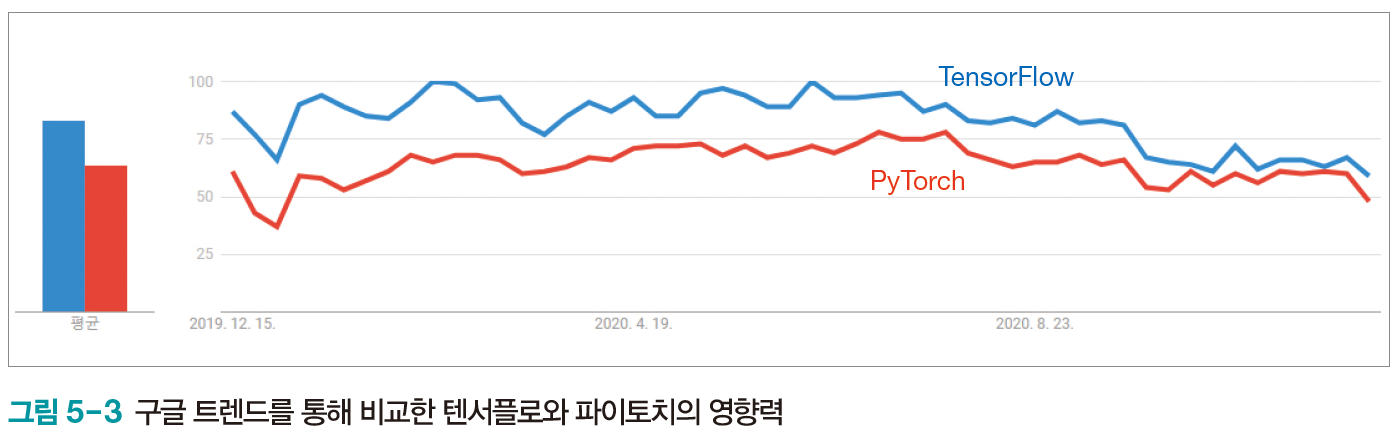 TensorFlow
100
75
PyTorch
50
25
평균
2019. 12. 15.
2020. 4. 19.
2020. 8. 23.
그림 5-3 구글 트렌드를 통해 비교한 텐서플로와 파이토치의 영향력